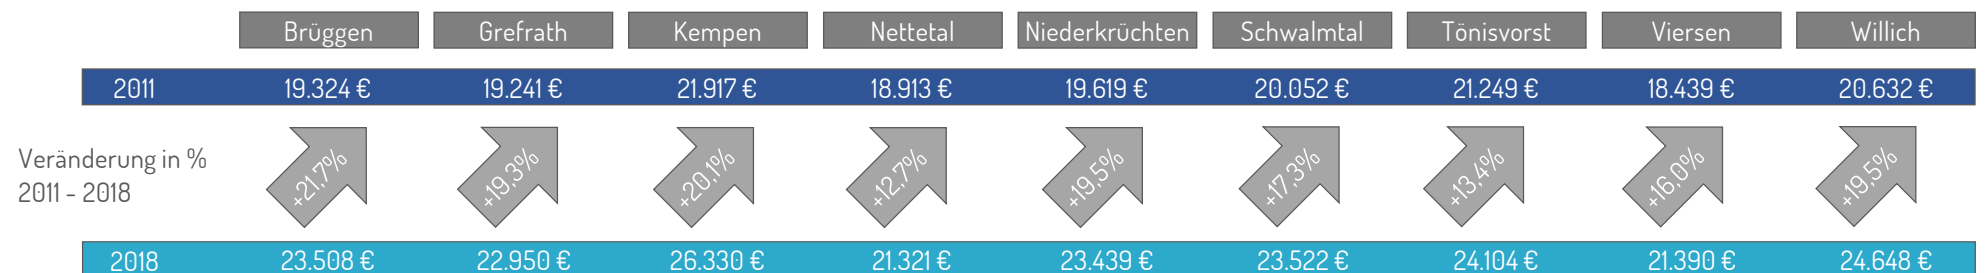 Brüggen Grefrath Kempen Nettetal Niederkrüchten Schwalmtal Tönisvorst Viersen Willich
2011 19.324 € 19.241 € 21.917 € 18.913 € 19.619 € 20.052 € 21.249 € 18.439 € 20.632 €
Veränderung in %
2011 - 2018
+21,7% +19,3% +20,1% +12,7% +19,5% +17,3% +13,4% +16,0% +19,5%
2018 23.508 € 22.950 € 26.330 € 21.321 € 23.439 € 23.522 € 24.104 € 21.390 € 24.648 €